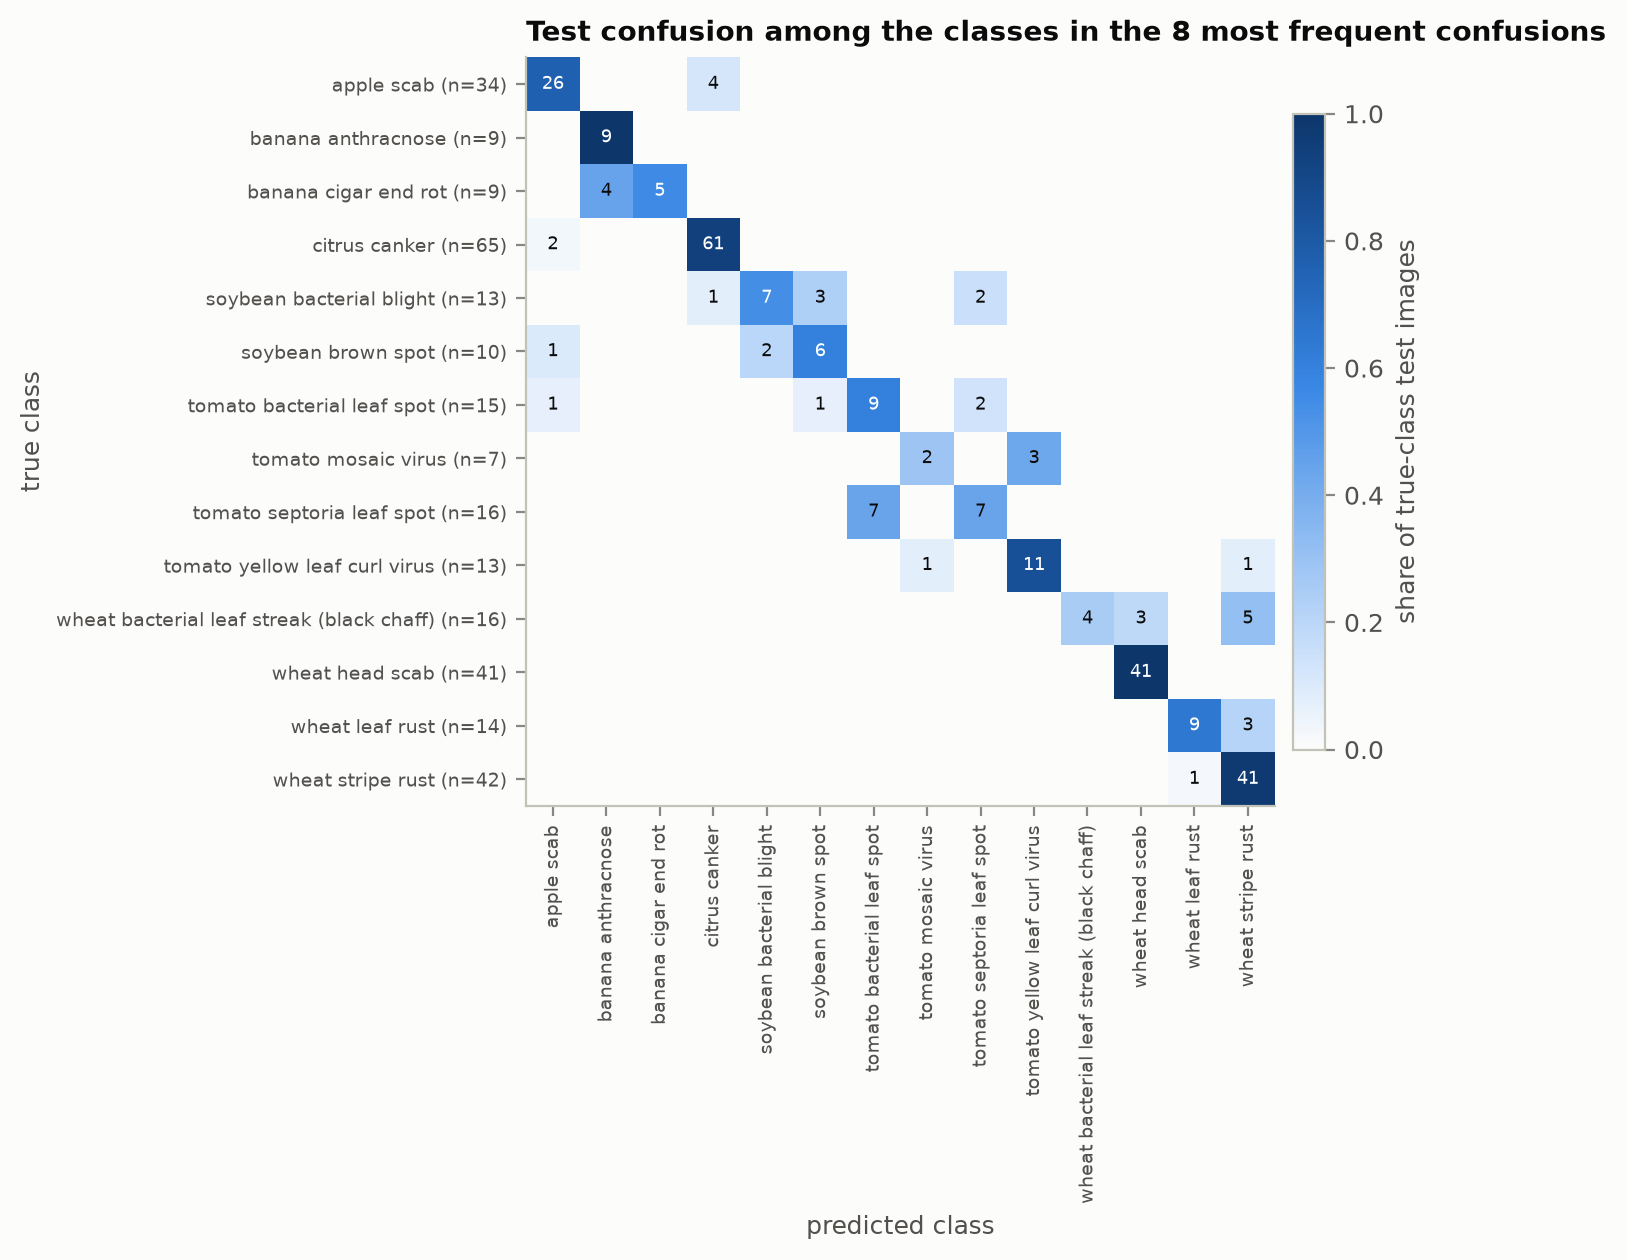 Test confusion among the classes in the 8 most frequent confusions
apple scab (n=34) 26 4
banana anthracnose (n=9) 9
banana cigar end rot (n=9) 4 5
citrus canker (n=65) 2 61
soybean bacterial blight (n=13) 1 7 3 2
soybean brown spot (n=10) 1 2 6
tomato bacterial leaf spot (n=15) 1 1 9 2
tomato mosaic virus (n=7) 2 3
tomato septoria leaf spot (n=16) 7 7
tomato yellow leaf curl virus (n=13) 1 11 1
wheat bacterial leaf streak (black chaff) (n=16) 4 3 5
wheat head scab (n=41) 41
wheat leaf rust (n=14) 9 3
wheat stripe rust (n=42) 1 41
true class
apple scab
banana anthracnose
banana cigar end rot
citrus canker
soybean bacterial blight
soybean brown spot
tomato bacterial leaf spot
tomato mosaic virus
tomato septoria leaf spot
tomato yellow leaf curl virus
wheat bacterial leaf streak (black chaff)
wheat head scab
wheat leaf rust
wheat stripe rust
predicted class
1.0
0.8
0.6
0.4
0.2
0.0
share of true-class test images